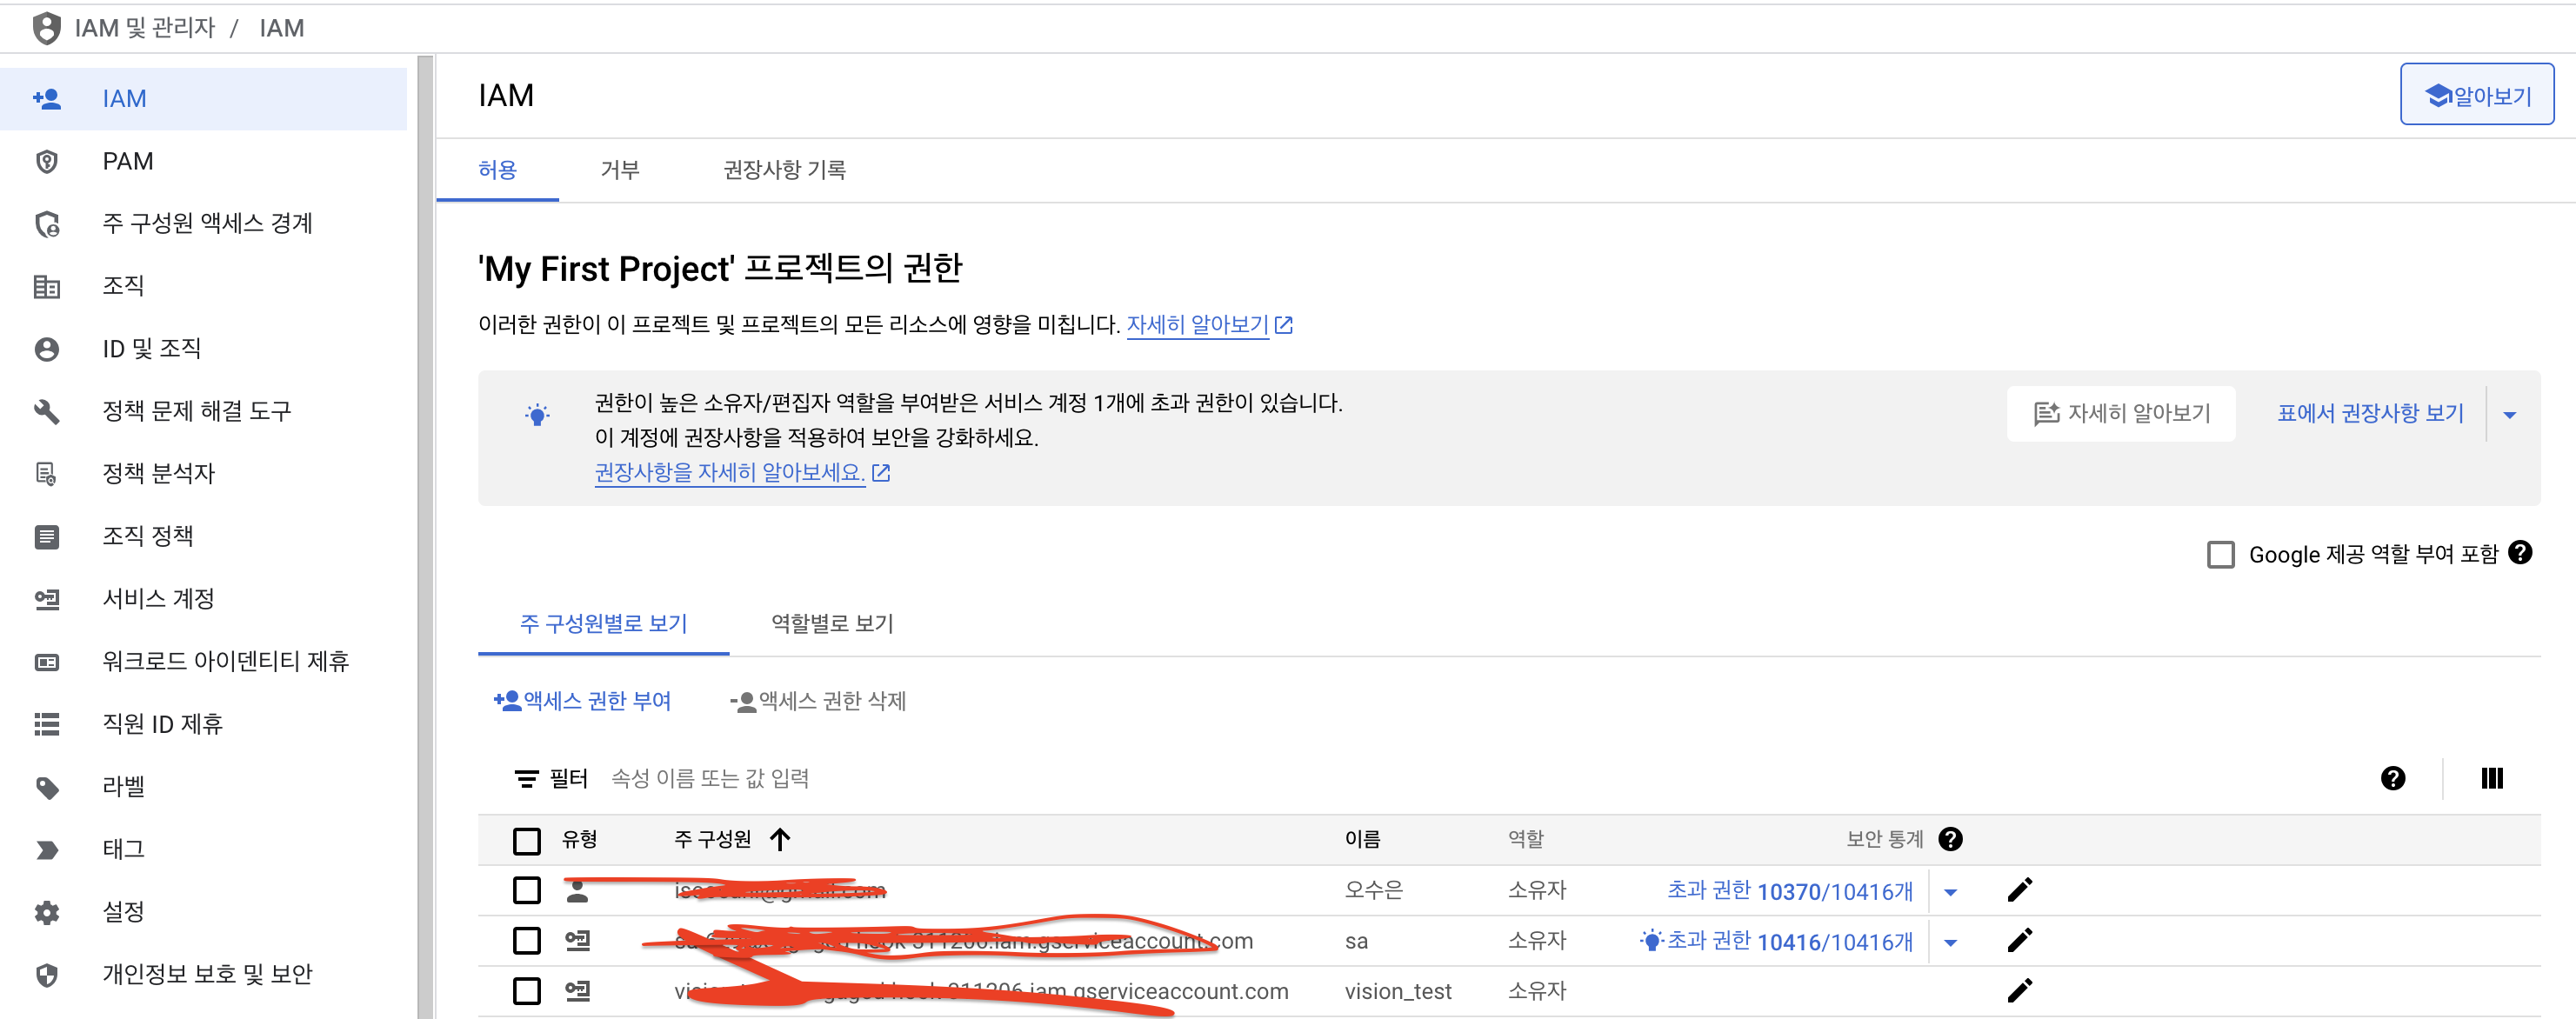 IAM 및 관리자 / IAM
IAM
PAM
주 구성원 액세스 경계
조직
ID 및 조직
정책 문제 해결 도구
정책 분석자
조직 정책
서비스 계정
워크로드 아이덴티티 제휴
직원 ID 제휴
라벨
태그
설정
개인정보 보호 및 보안
IAM
알아보기
허용 거부 권장사항 기록
'My First Project' 프로젝트의 권한
이러한 권한이 이 프로젝트 및 프로젝트의 모든 리소스에 영향을 미칩니다. 자세히 알아보기
권한이 높은 소유자/편집자 역할을 부여받은 서비스 계정 1개에 초과 권한이 있습니다.
이 계정에 권장사항을 적용하여 보안을 강화하세요.
권장사항을 자세히 알아보세요.
자세히 알아보기 표에서 권장사항 보기
Google 제공 역할 부여 포함
주 구성원별로 보기 역할별로 보기
액세스 권한 부여 액세스 권한 삭제
필터 속성 이름 또는 값 입력
유형 주 구성원 이름 역할 보안 통계
오수은 소유자 초과 권한 10370/10416개
sa 소유자 초과 권한 10416/10416개
vision_test 소유자